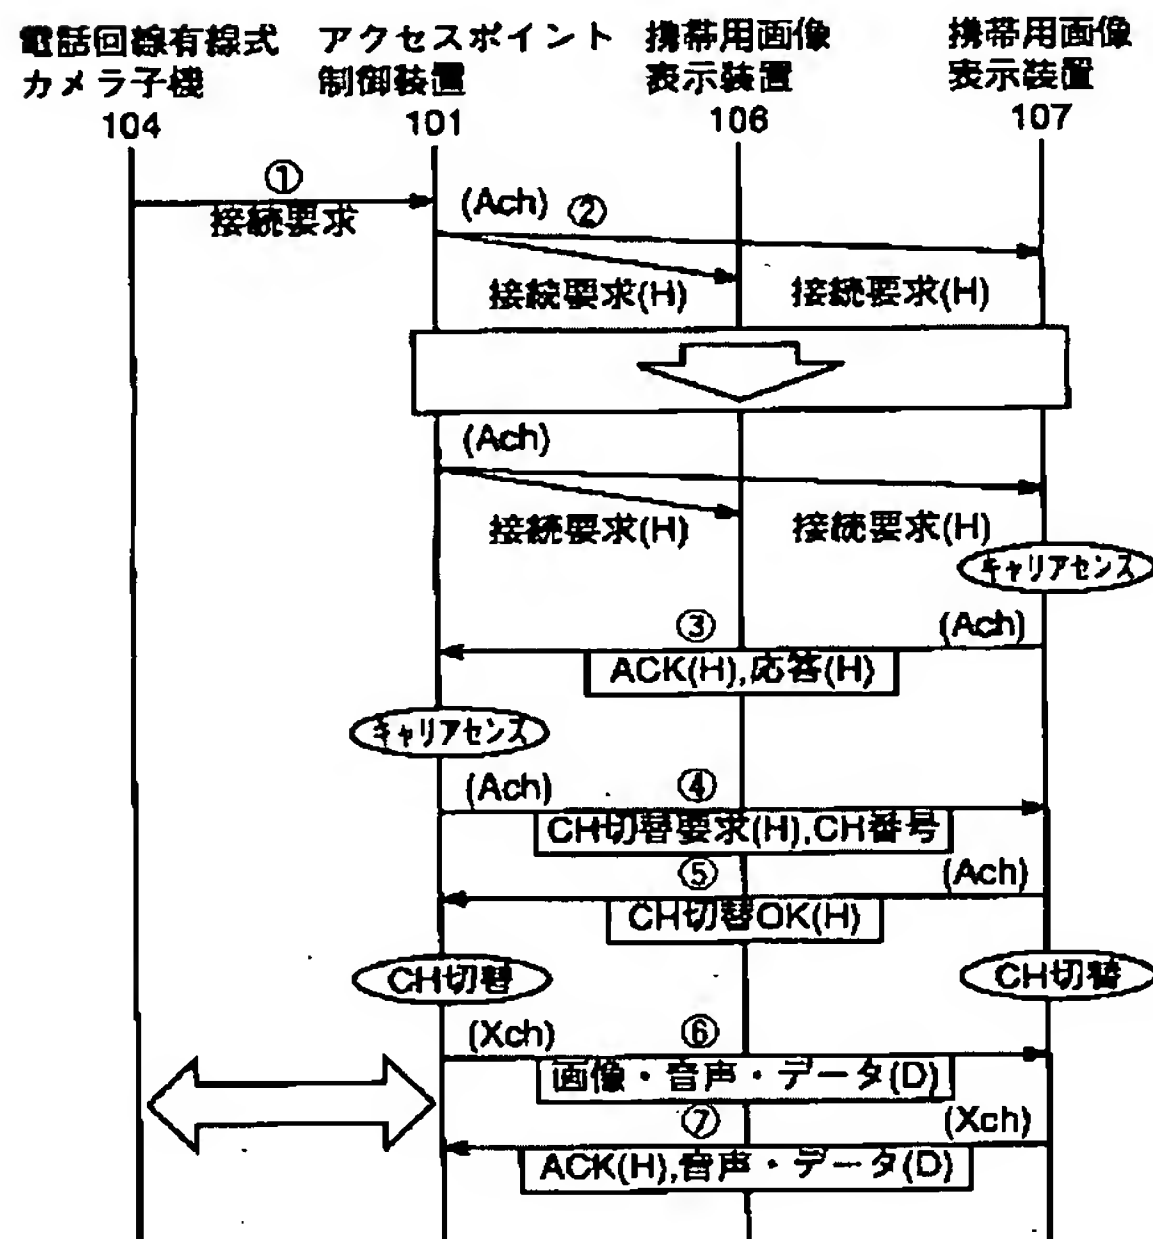 電話回線有線式
カメラ子機
104
アクセスポイント
制御装置
101
携帯用画像
表示装置
106
携帯用画像
表示装置
107
①
接続要求
(Ach) ②
接続要求(H)
接続要求(H)
(Ach)
接続要求(H)
接続要求(H)
キャリアセンス
③
(Ach)
ACK(H),応答(H)
キャリアセンス
(Ach)
④
CH切替要求(H),CH番号
⑤
(Ach)
CH切替OK(H)
CH切替
CH切替
(Xch)
⑥
画像・音声・データ(D)
⑦
(Xch)
ACK(H),音声・データ(D)